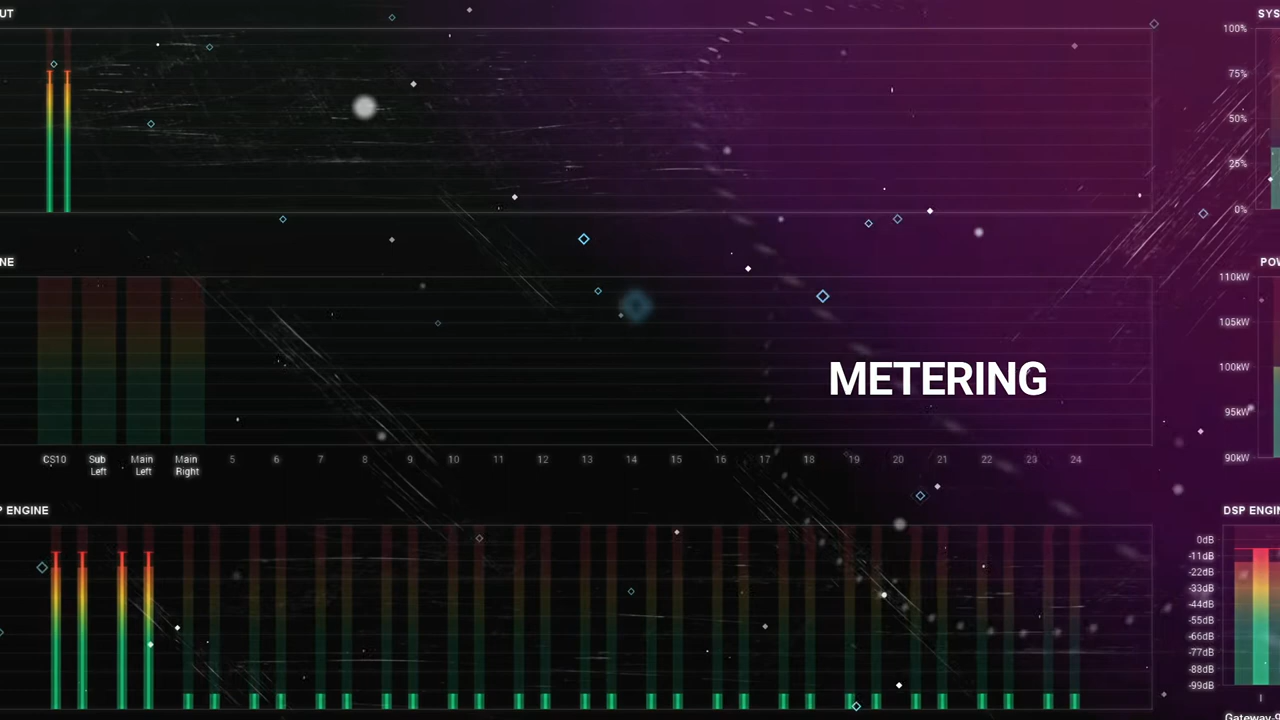 UT
SYS
100%
75%
50%
25%
0%
NE
POW
110kW
105kW
100kW
95kW
90kW
METERING
CS10 Sub Left Main Left Main Right 5 6 7 8 9 10 11 12 13 14 15 16 17 18 19 20 21 22 23 24
P ENGINE
DSP ENGIN
0dB
-11dB
-22dB
-33dB
-44dB
-55dB
-66dB
-77dB
-88dB
-99dB
Gateway